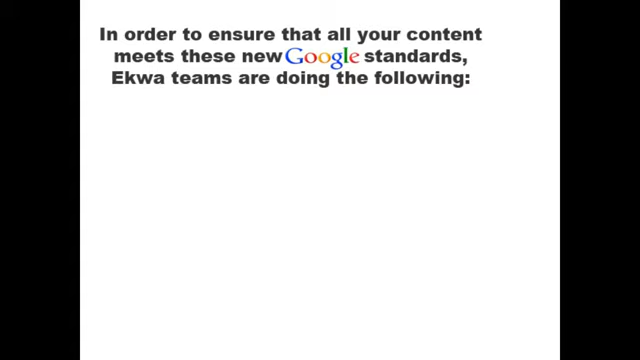 In order to ensure that all your content
meets these new Google standards,
Ekwa teams are doing the following: